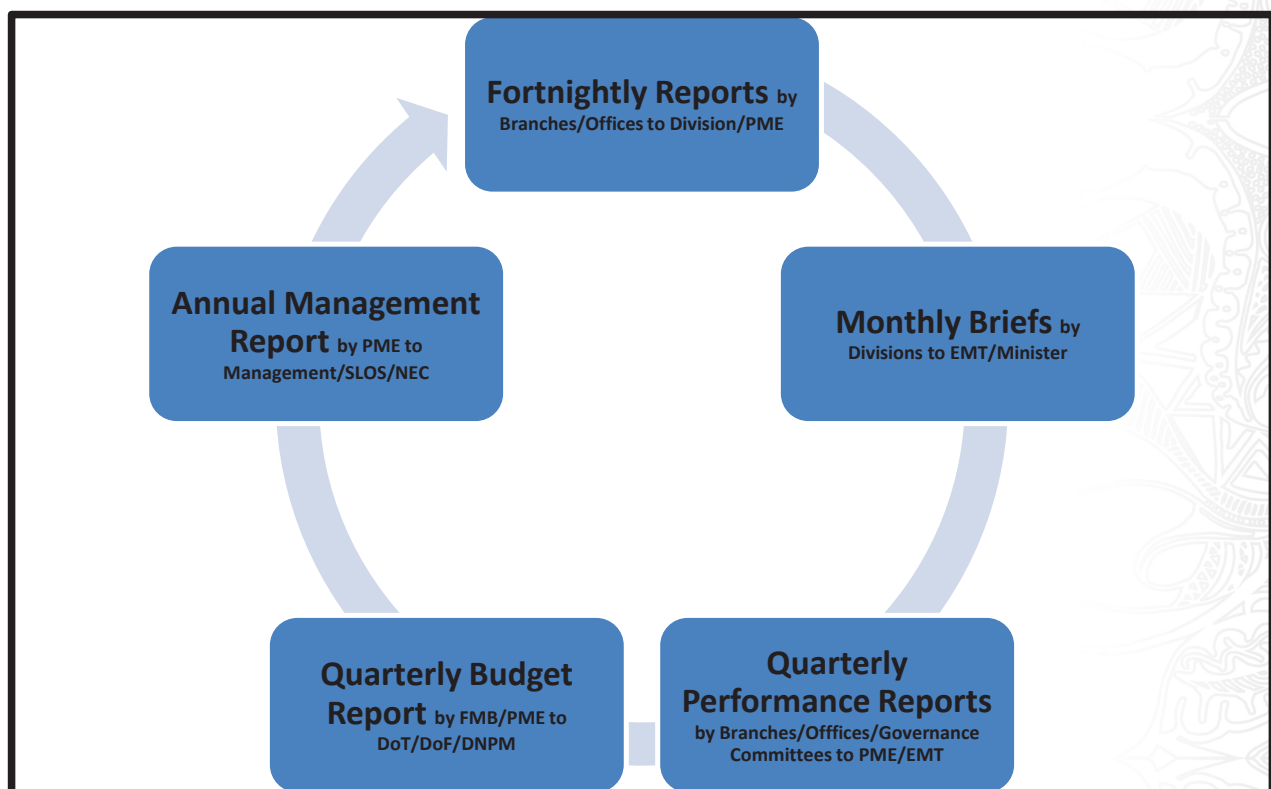 Fortnightly Reports by
Branches/Offices to Division/PME
Monthly Briefs by
Divisions to EMT/Minister
Quarterly
Performance Reports
by Branches/Offfices/Governance
Committees to PME/EMT
Quarterly Budget
Report by FMB/PME to
DoT/DoF/DNPM
Annual Management
Report by PME to
Management/SLOS/NEC